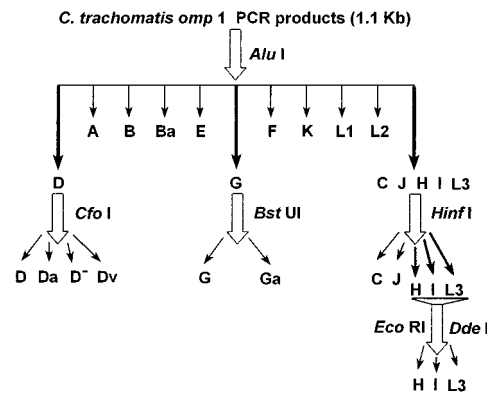 C. trachomatis omp 1 PCR products (1.1 Kb)
Alu I
A B Ba E F K L1 L2
D G C J H I L3
Cfo I Bst UI Hinf I
D Da D⁻ Dv G Ga C J
H I L3
Eco RI Dde I
H I L3